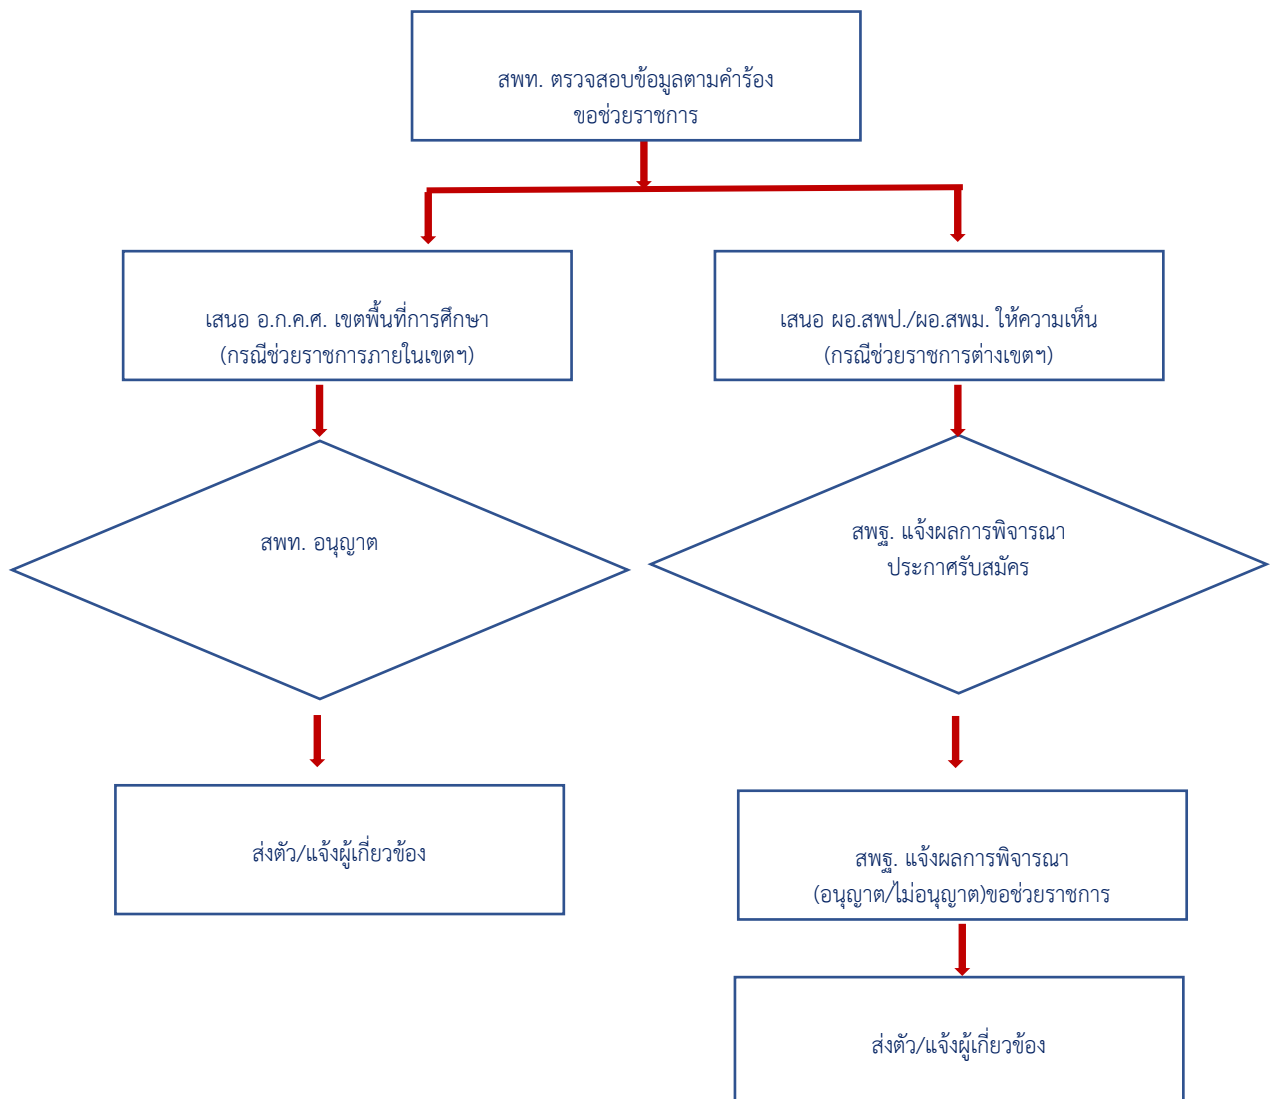 สพท. ตรวจสอบข้อมูลตามคำร้อง
ขอช่วยราชการ
เสนอ อ.ก.ค.ศ. เขตพื้นที่การศึกษา
(กรณีช่วยราชการภายในเขตฯ)
เสนอ ผอ.สพป./ผอ.สพม. ให้ความเห็น
(กรณีช่วยราชการต่างเขตฯ)
สพท. อนุญาต
สพฐ. แจ้งผลการพิจารณา
ประกาศรับสมัคร
ส่งตัว/แจ้งผู้เกี่ยวข้อง
สพฐ. แจ้งผลการพิจารณา
(อนุญาต/ไม่อนุญาต)ขอช่วยราชการ
ส่งตัว/แจ้งผู้เกี่ยวข้อง